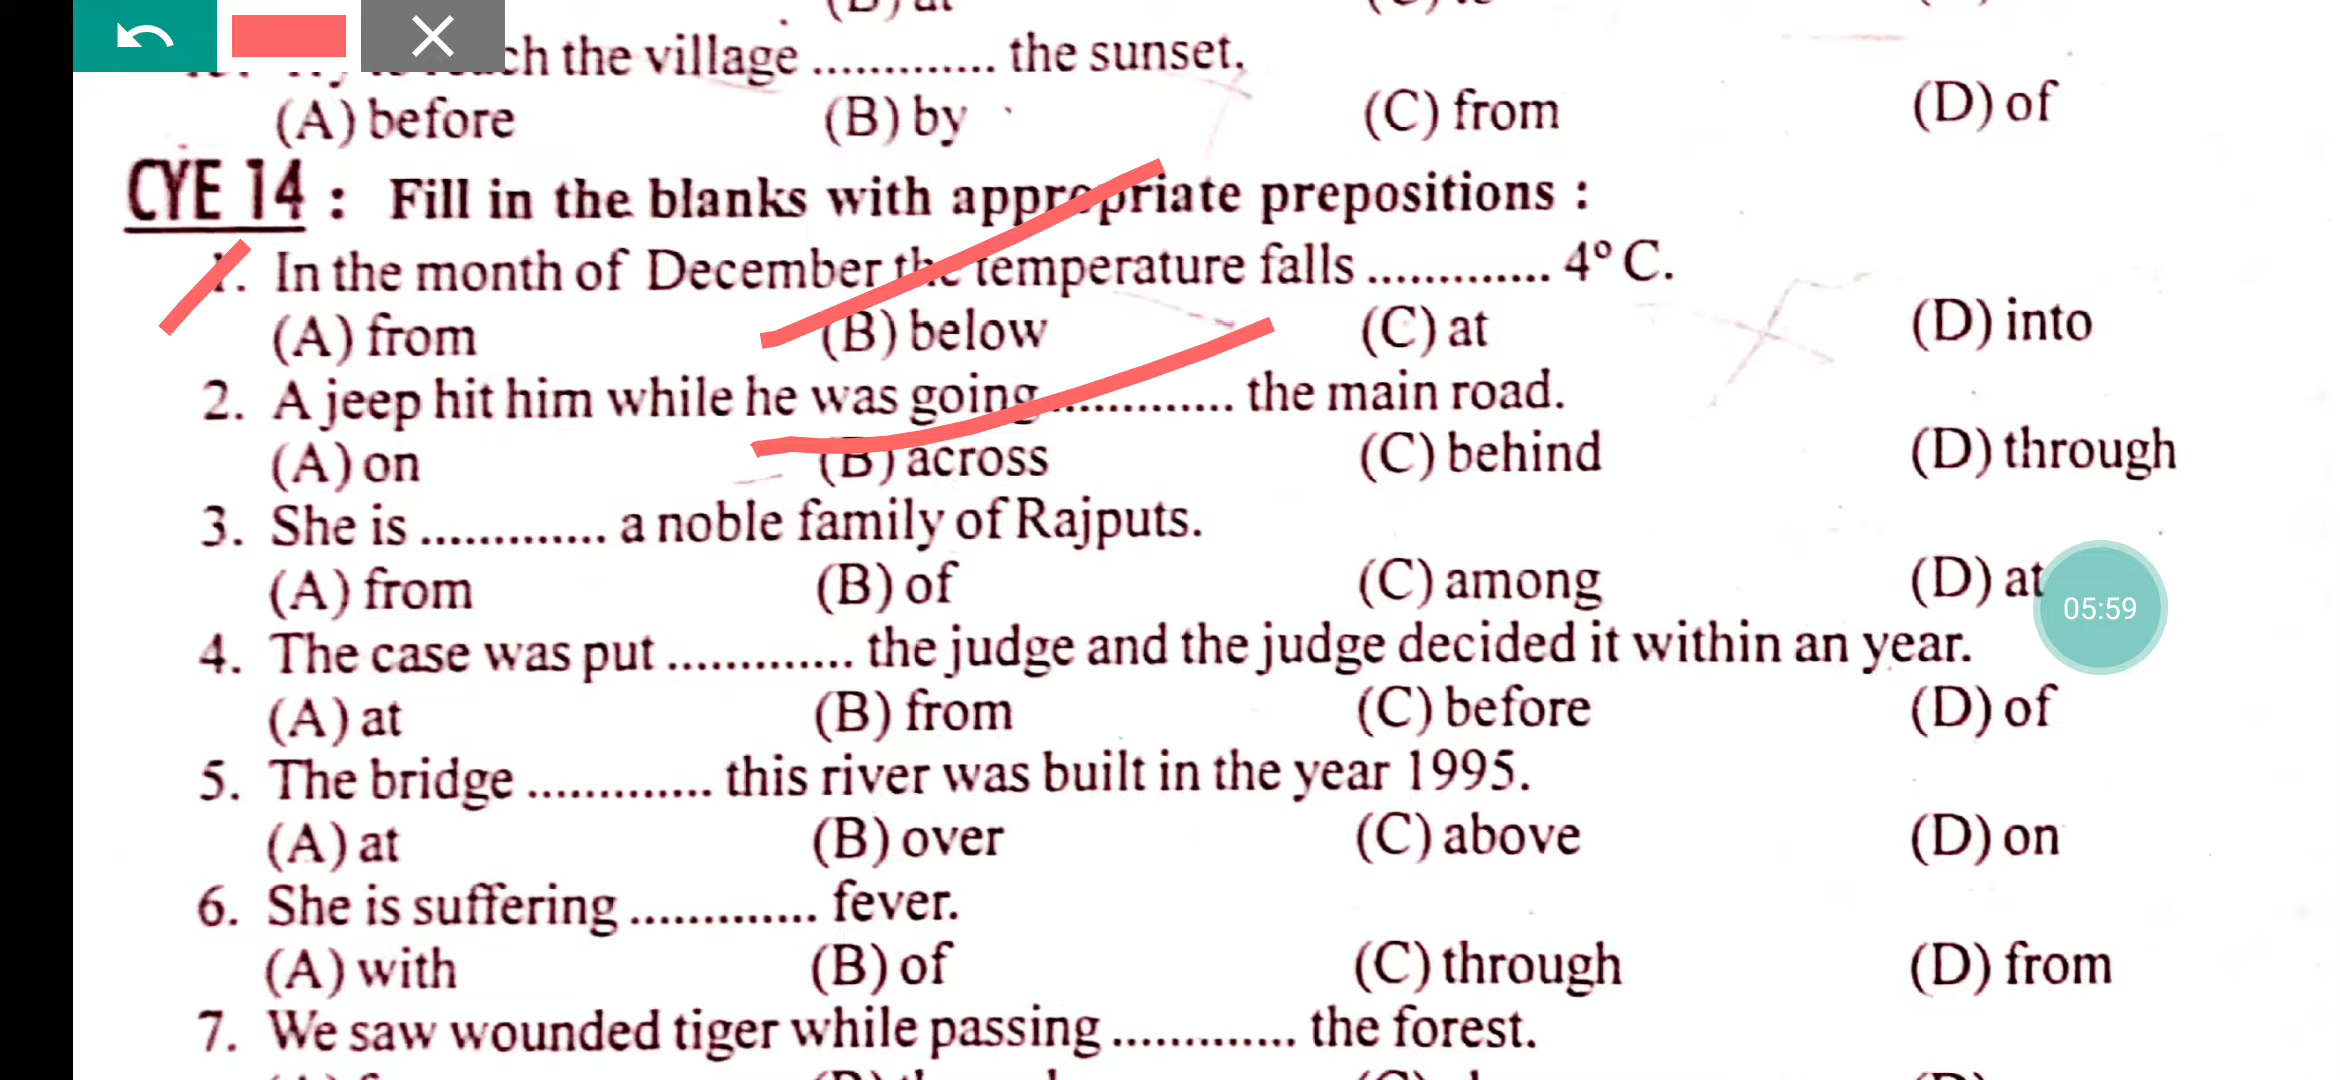 ch the village ............. the sunset.
(A) before (B) by (C) from (D) of
CYE 14 : Fill in the blanks with appropriate prepositions :
1. In the month of December the temperature falls ............. 4° C.
(A) from (B) below (C) at (D) into
2. A jeep hit him while he was going ............. the main road.
(A) on (B) across (C) behind (D) through
3. She is ............. a noble family of Rajputs.
(A) from (B) of (C) among (D) at
05:59
4. The case was put ............. the judge and the judge decided it within an year.
(A) at (B) from (C) before (D) of
5. The bridge ............. this river was built in the year 1995.
(A) at (B) over (C) above (D) on
6. She is suffering ............. fever.
(A) with (B) of (C) through (D) from
7. We saw wounded tiger while passing ............. the forest.